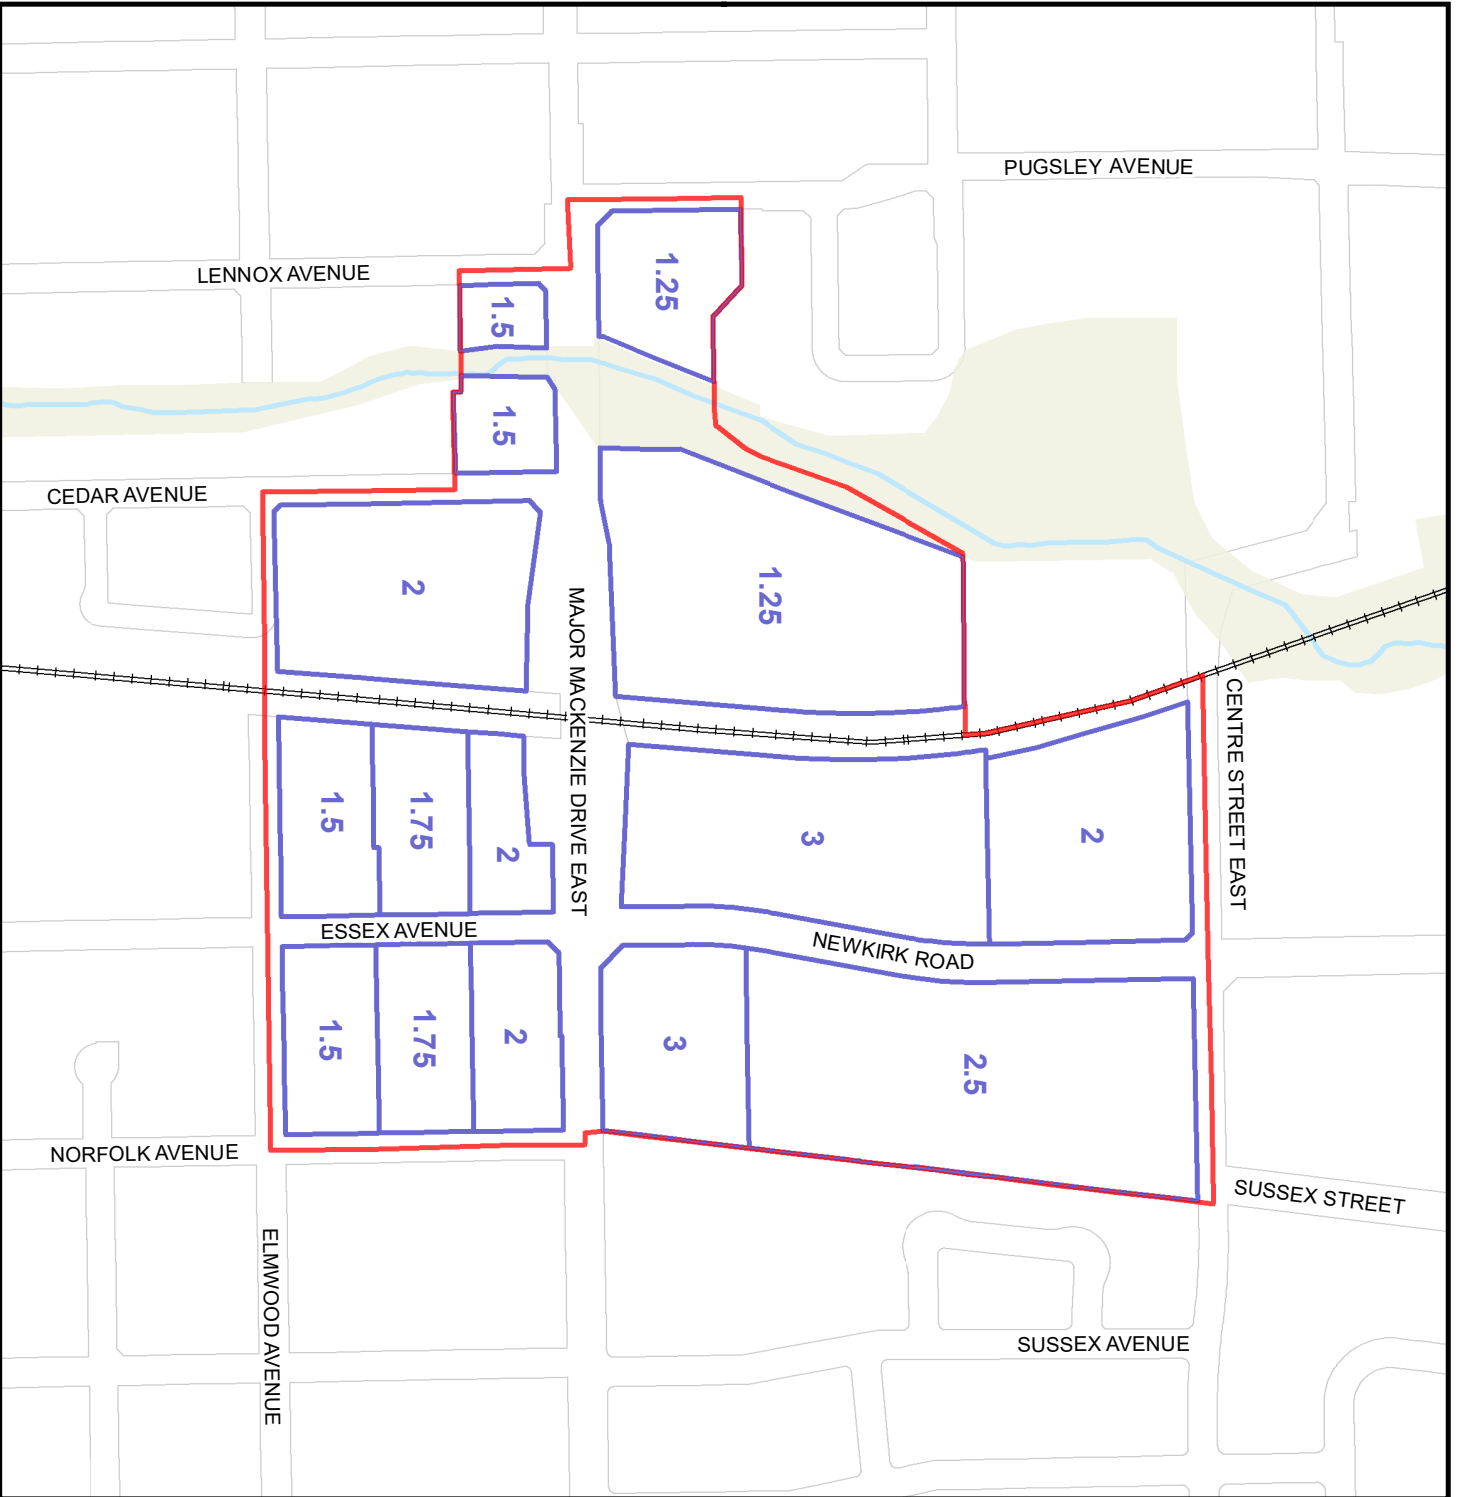 PUGSLEY AVENUE
LENNOX AVENUE
1.25
1.5
1.5
CEDAR AVENUE
2
1.25
MAJOR MACKENZIE DRIVE EAST
CENTRE STREET EAST
1.5
1.75
2
3
2
ESSEX AVENUE
NEWKIRK ROAD
1.5
1.75
2
3
2.5
NORFOLK AVENUE
SUSSEX STREET
ELMWOOD AVENUE
SUSSEX AVENUE